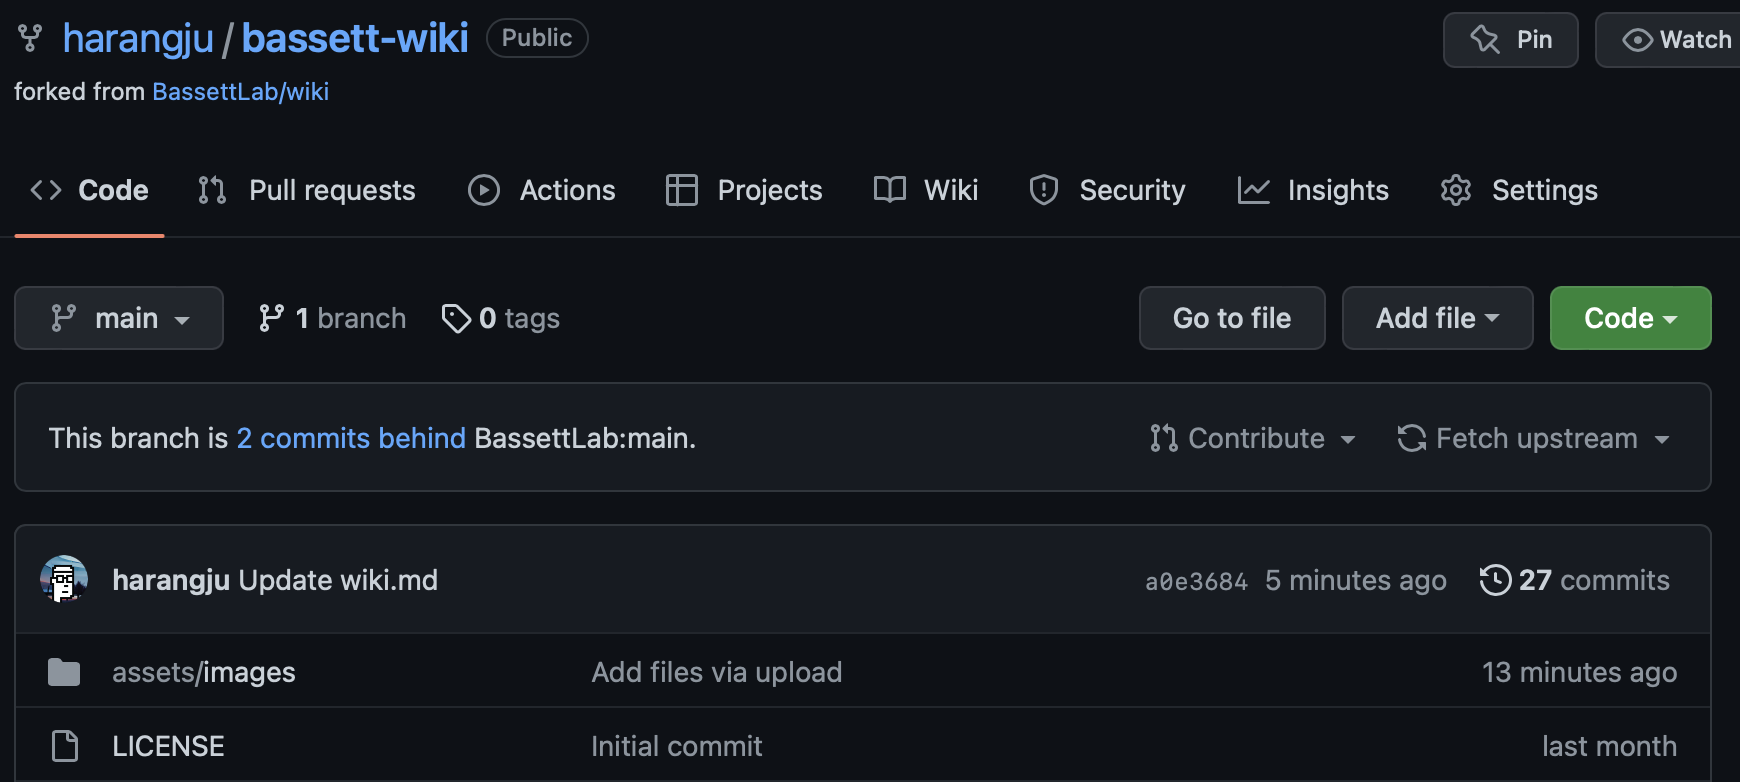 harangju / bassett-wiki Public Pin Watch
forked from BassettLab/wiki
Code Pull requests Actions Projects Wiki Security Insights Settings
main 1 branch 0 tags Go to file Add file Code
This branch is 2 commits behind BassettLab:main. Contribute Fetch upstream
harangju Update wiki.md a0e3684 5 minutes ago 27 commits
assets/images Add files via upload 13 minutes ago
LICENSE Initial commit last month